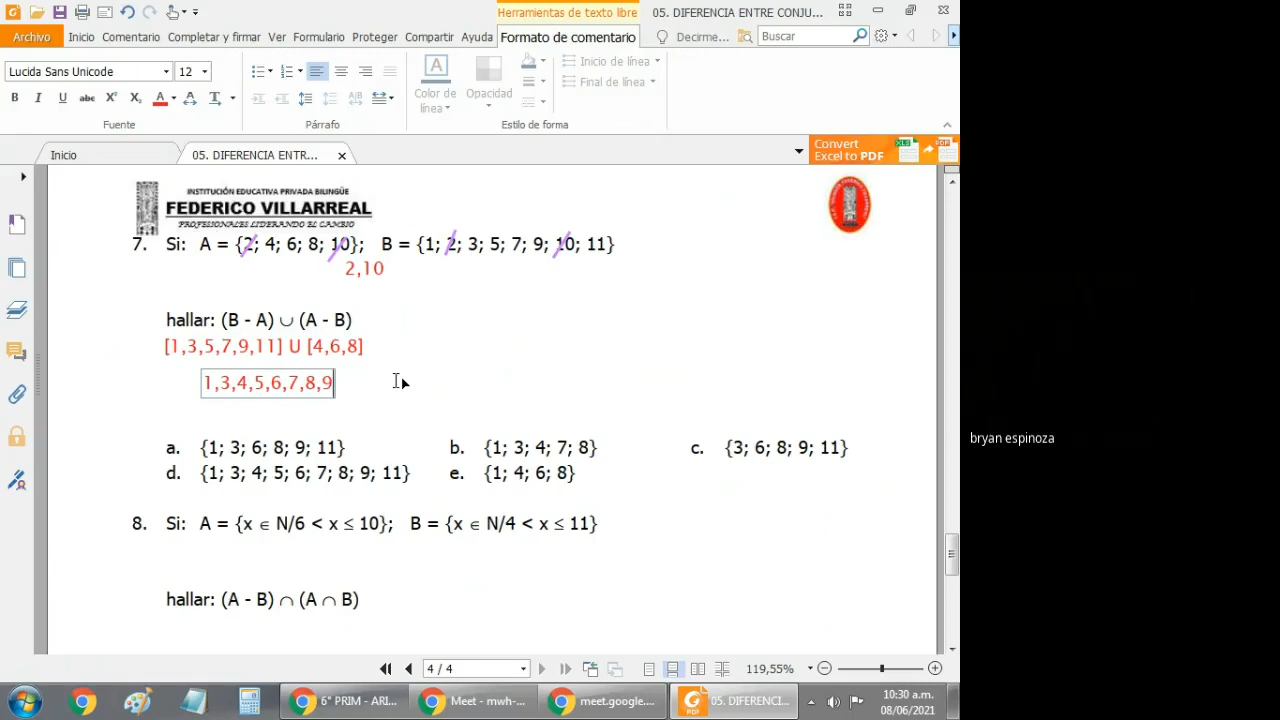 Herramientas de texto libre
05. DIFERENCIA ENTRE CONJU...
Archivo Inicio Comentario Completar y firmar Ver Formulario Proteger Compartir Ayuda Formato de comentario Decirme... Buscar
Lucida Sans Unicode 12
Inicio de línea
Final de línea
Color de línea
Opacidad
Fuente Párrafo Estilo de forma
Inicio
05. DIFERENCIA ENTR...
Convert
Excel to PDF
INSTITUCIÓN EDUCATIVA PRIVADA BILINGÜE
FEDERICO VILLARREAL
PROFESIONALES LIDERANDO EL CAMBIO
7. Si: A = {2; 4; 6; 8; 10}; B = {1; 2; 3; 5; 7; 9; 10; 11}
2,10
hallar: (B - A) ∪ (A - B)
[1,3,5,7,9,11] U [4,6,8]
1,3,4,5,6,7,8,9
a. {1; 3; 6; 8; 9; 11} b. {1; 3; 4; 7; 8} c. {3; 6; 8; 9; 11}
d. {1; 3; 4; 5; 6; 7; 8; 9; 11} e. {1; 4; 6; 8}
8. Si: A = {x ∈ N/6 < x ≤ 10}; B = {x ∈ N/4 < x ≤ 11}
hallar: (A - B) ∩ (A ∩ B)
bryan espinoza
4 / 4
119,55%
6° PRIM - ARI...
Meet - mwh-...
meet.google....
05. DIFERENCI...
10:30 a.m.
08/06/2021